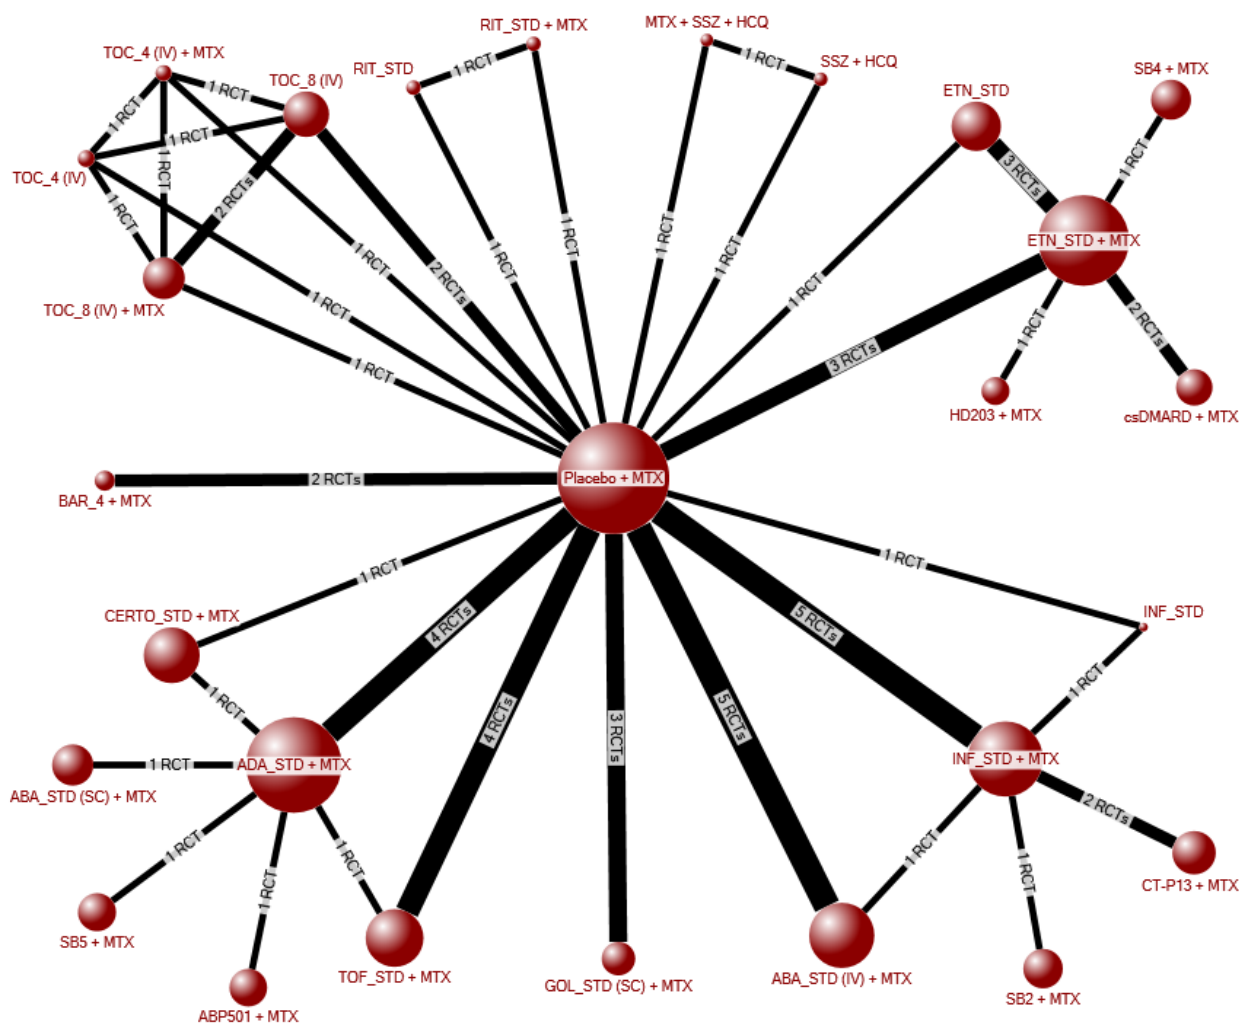 RIT_STD + MTX
MTX + SSZ + HCQ
TOC_4 (IV) + MTX
RIT_STD
1 RCT
1 RCT
SSZ + HCQ
TOC_8 (IV)
SB4 + MTX
1 RCT
ETN_STD
1 RCT
1 RCT
TOC_4 (IV)
1 RCT
1 RCT
2 RCTs
3 RCTs
1 RCT
1 RCT
1 RCT
1 RCT
1 RCT
ETN_STD + MTX
1 RCT
1 RCT
2 RCTs
1 RCT
1 RCT
TOC_8 (IV) + MTX
1 RCT
1 RCT
2 RCTs
3 RCTs
1 RCT
HD203 + MTX
csDMARD + MTX
Placebo + MTX
2 RCTs
BAR_4 + MTX
1 RCT
1 RCT
CERTO_STD + MTX
INF_STD
4 RCTs
5 RCTs
1 RCT
1 RCT
4 RCTs
3 RCTs
5 RCTs
ADA_STD + MTX
1 RCT
INF_STD + MTX
ABA_STD (SC) + MTX
2 RCTs
1 RCT
1 RCT
1 RCT
1 RCT
1 RCT
CT-P13 + MTX
SB5 + MTX
TOF_STD + MTX
GOL_STD (SC) + MTX
ABA_STD (IV) + MTX
SB2 + MTX
ABP501 + MTX